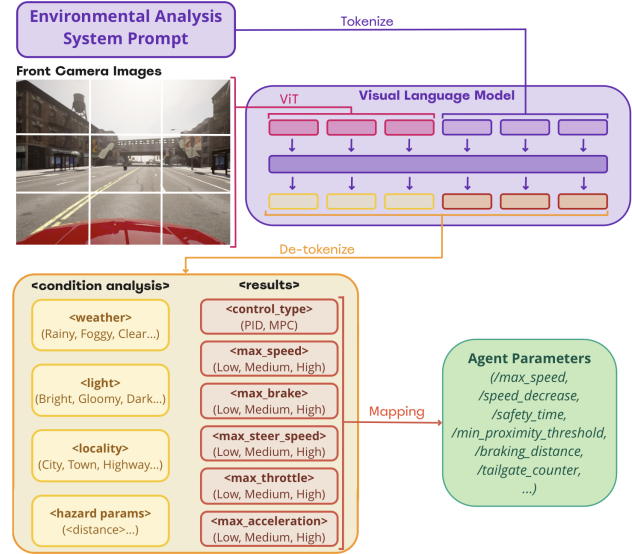 Environmental Analysis
System Prompt
Tokenize
Front Camera Images
ViT
Visual Language Model
De-tokenize
<condition analysis>
<results>
<weather>
(Rainy, Foggy, Clear...)
<light>
(Bright, Gloomy, Dark...)
<locality>
(City, Town, Highway...)
<hazard params>
(<distance>...)
<control_type>
(PID, MPC)
<max_speed>
(Low, Medium, High)
<max_brake>
(Low, Medium, High)
<max_steer_speed>
(Low, Medium, High)
<max_throttle>
(Low, Medium, High)
<max_acceleration>
(Low, Medium, High)
Mapping
Agent Parameters
(/max_speed,
/speed_decrease,
/safety_time,
/min_proximity_threshold,
/braking_distance,
/tailgate_counter,
...)